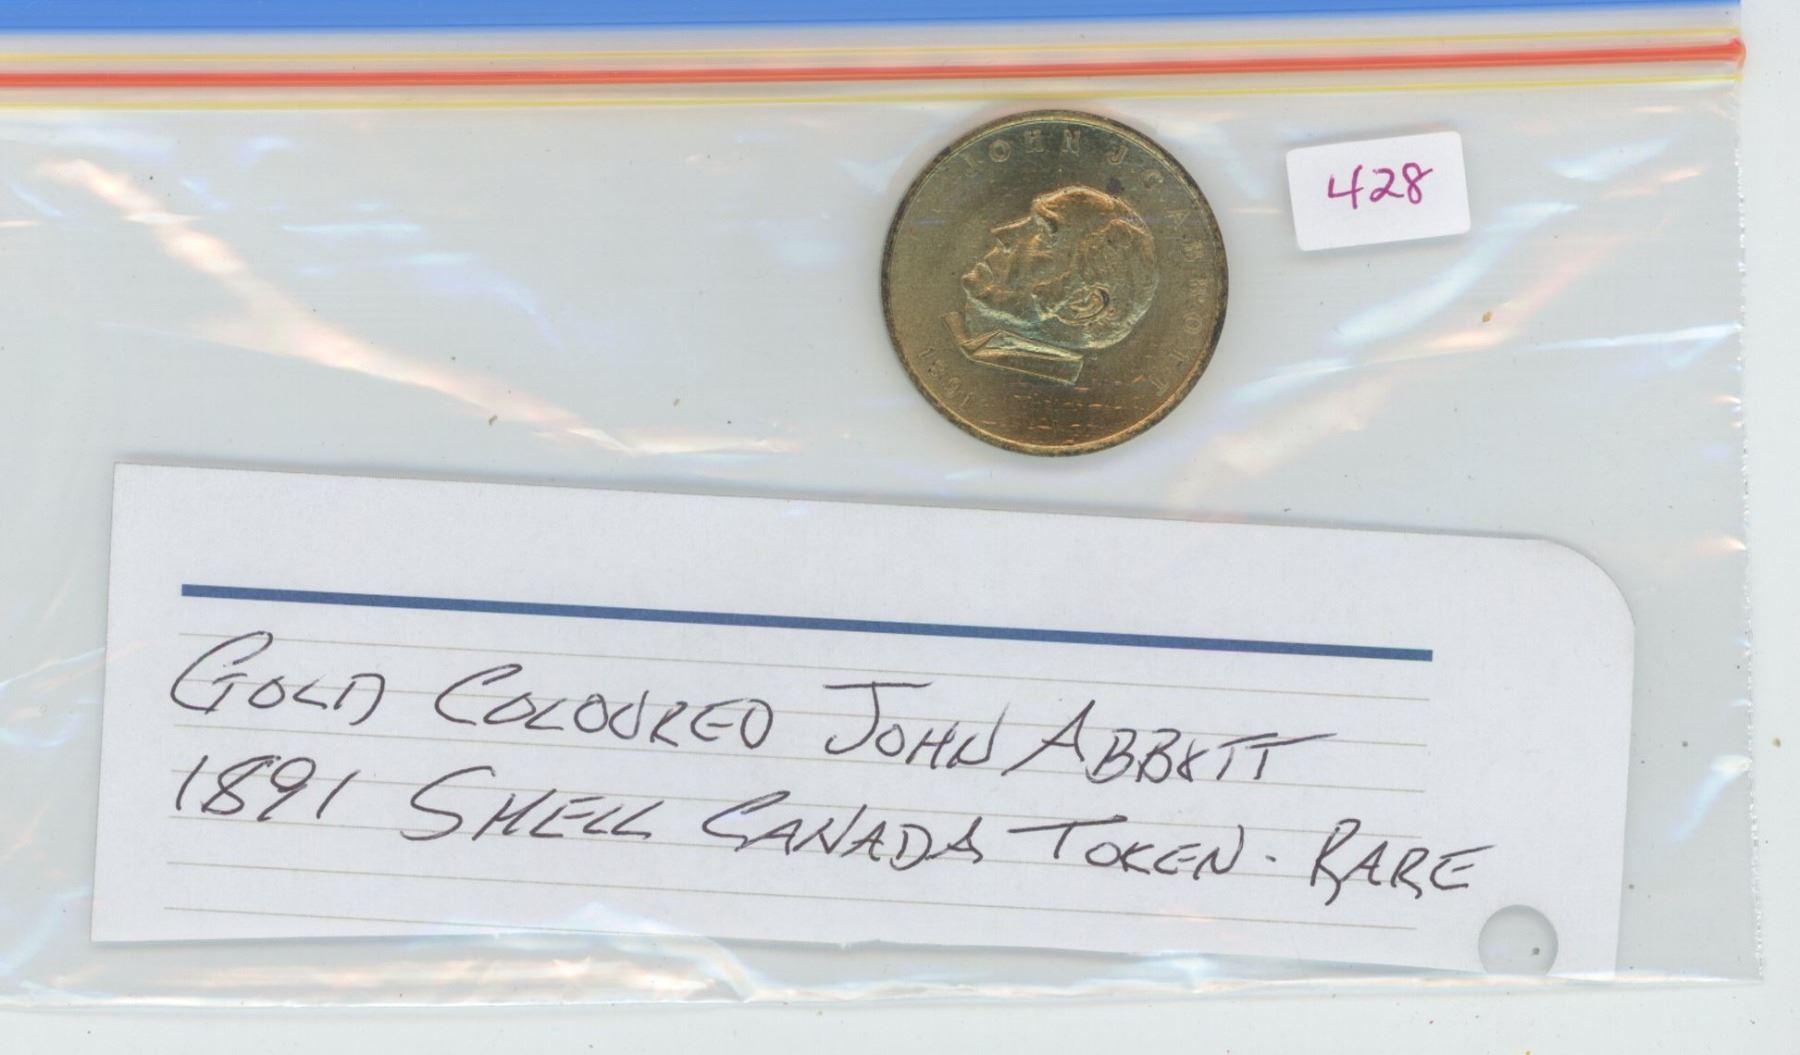 JOHN J C ABBOTT
1891
428
GOLD COLOURED JOHN ABBOTT
1891 SHELL CANADA TOKEN - RARE